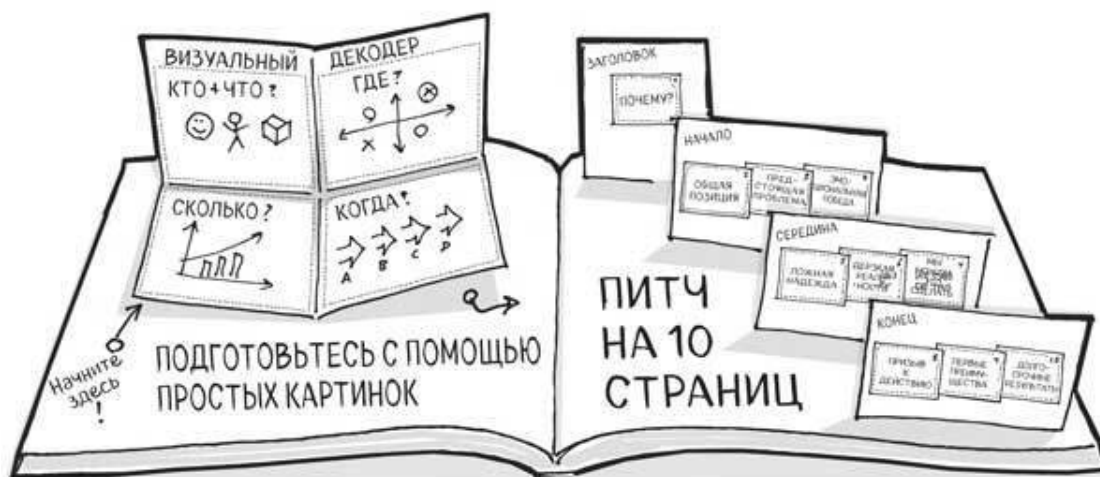 ВИЗУАЛЬНЫЙ ДЕКОДЕР
КТО + ЧТО?
ГДЕ?
СКОЛЬКО?
КОГДА?
A B C D
Начните
здесь
!
ПОДГОТОВЬТЕСЬ С ПОМОЩЬЮ
ПРОСТЫХ КАРТИНОК
ПИТЧ
НА 10
СТРАНИЦ
ЗАГОЛОВОК
ПОЧЕМУ?
НАЧАЛО
ОБЩАЯ
ПОЗИЦИЯ
ПРЕД-
СТОЯЩАЯ
ПРОБЛЕМА
ЭМО-
ЦИОНАЛЬНАЯ
ПОБЕДА
СЕРЕДИНА
ЛОЖНАЯ
НАДЕЖДА
ДЕРЗКАЯ
РЕАЛЬ-
НОСТЬ
МЫ
СДЕЛАТЬ
КОНЕЦ
ПРИЗЫВ
К
ДЕЙСТВИЮ
ПЕРВЫЕ
ПРЕИМУ-
ЩЕСТВА
ДОЛГО-
СРОЧНЫЕ
РЕЗУЛЬТАТЫ